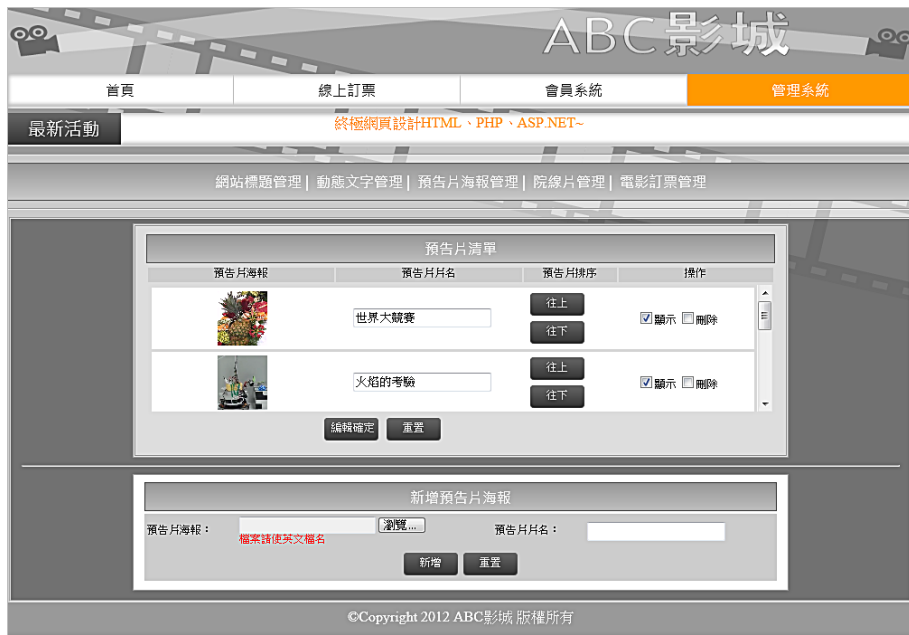 ABC影城
首頁 線上訂票 會員系統 管理系統
最新活動 終極網頁設計HTML、PHP、ASP.NET~
網站標題管理| 動態文字管理| 預告片海報管理| 院線片管理| 電影訂票管理
預告片清單
預告片海報 預告片片名 預告片排序 操作
世界大競賽 往上 往下 顯示 刪除
火焰的考驗 往上 往下 顯示 刪除
編輯確定 重置
新增預告片海報
預告片海報： 瀏覽... 預告片片名：
檔案請使英文檔名
新增 重置
©Copyright 2012 ABC影城 版權所有